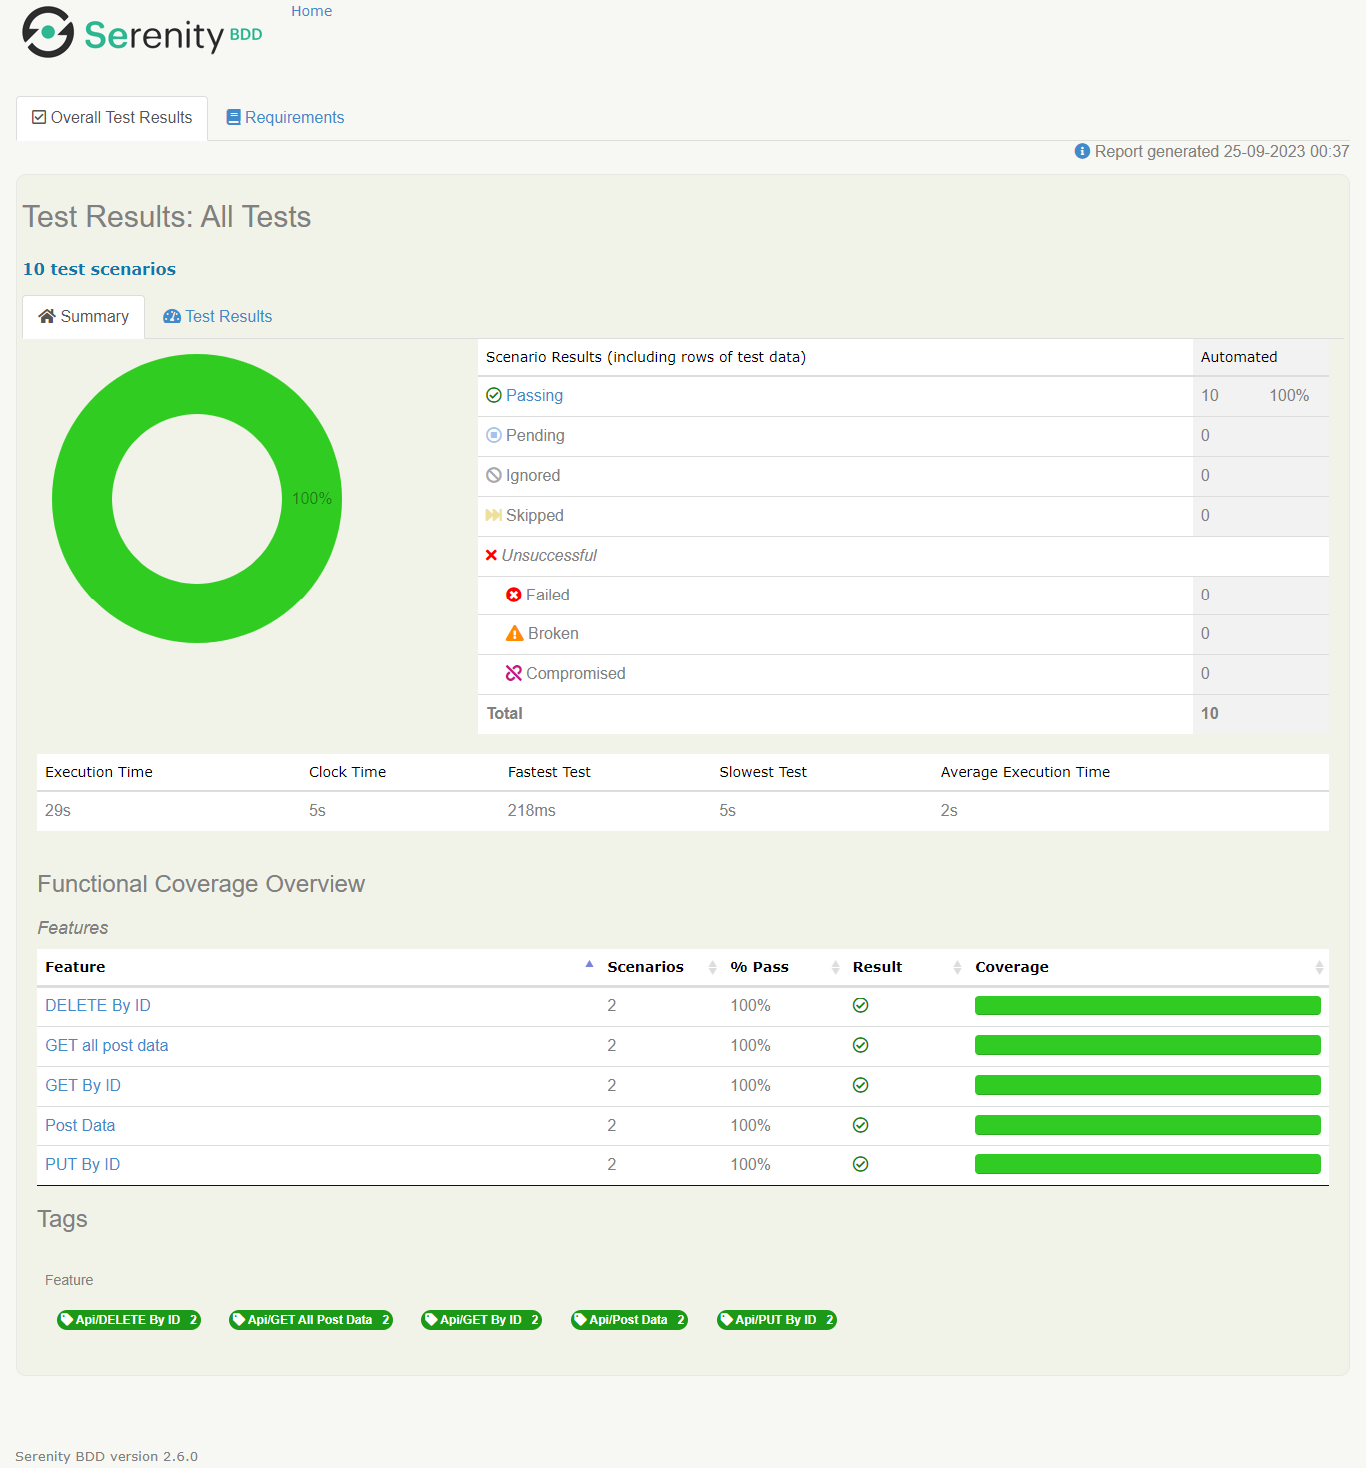 Serenity BDD Home
Overall Test Results Requirements
Report generated 25-09-2023 00:37
Test Results: All Tests
10 test scenarios
Summary Test Results
100%
Scenario Results (including rows of test data) Automated
Passing 10 100%
Pending 0
Ignored 0
Skipped 0
Unsuccessful
Failed 0
Broken 0
Compromised 0
Total 10
Execution Time Clock Time Fastest Test Slowest Test Average Execution Time
29s 5s 218ms 5s 2s
Functional Coverage Overview
Features
Feature Scenarios % Pass Result Coverage
DELETE By ID 2 100%
GET all post data 2 100%
GET By ID 2 100%
Post Data 2 100%
PUT By ID 2 100%
Tags
Feature
Api/DELETE By ID 2 Api/GET All Post Data 2 Api/GET By ID 2 Api/Post Data 2 Api/PUT By ID 2
Serenity BDD version 2.6.0